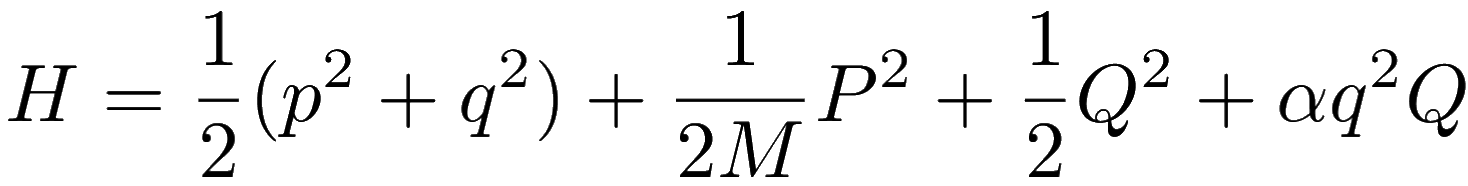 H = \frac{1}{2}(p^2 + q^2) + \frac{1}{2M}P^2 + \frac{1}{2}Q^2 + \alpha q^2 Q